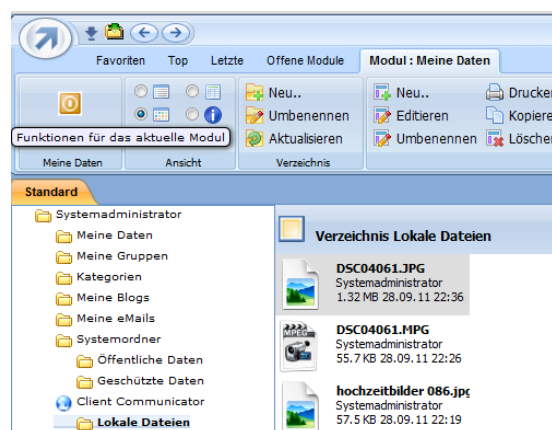 Favoriten Top Letzte Offene Module Modul : Meine Daten
Neu.. Neu.. Drucken
Umbenennen Editieren Kopiere
Funktionen für das aktuelle Modul Aktualisieren Umbenennen Löschen
Meine Daten Ansicht Verzeichnis
Standard
Systemadministrator
Meine Daten
Meine Gruppen
Kategorien
Meine Blogs
Meine eMails
Systemordner
Öffentliche Daten
Geschützte Daten
Client Communicator
Lokale Dateien
Verzeichnis Lokale Dateien
DSC04061.JPG
Systemadministrator
1.32 MB 28.09.11 22:36
MPEG
DSC04061.MPG
Systemadministrator
55.7 KB 28.09.11 22:26
hochzeitbilder 086.jpg
Systemadministrator
57.5 KB 28.09.11 22:19